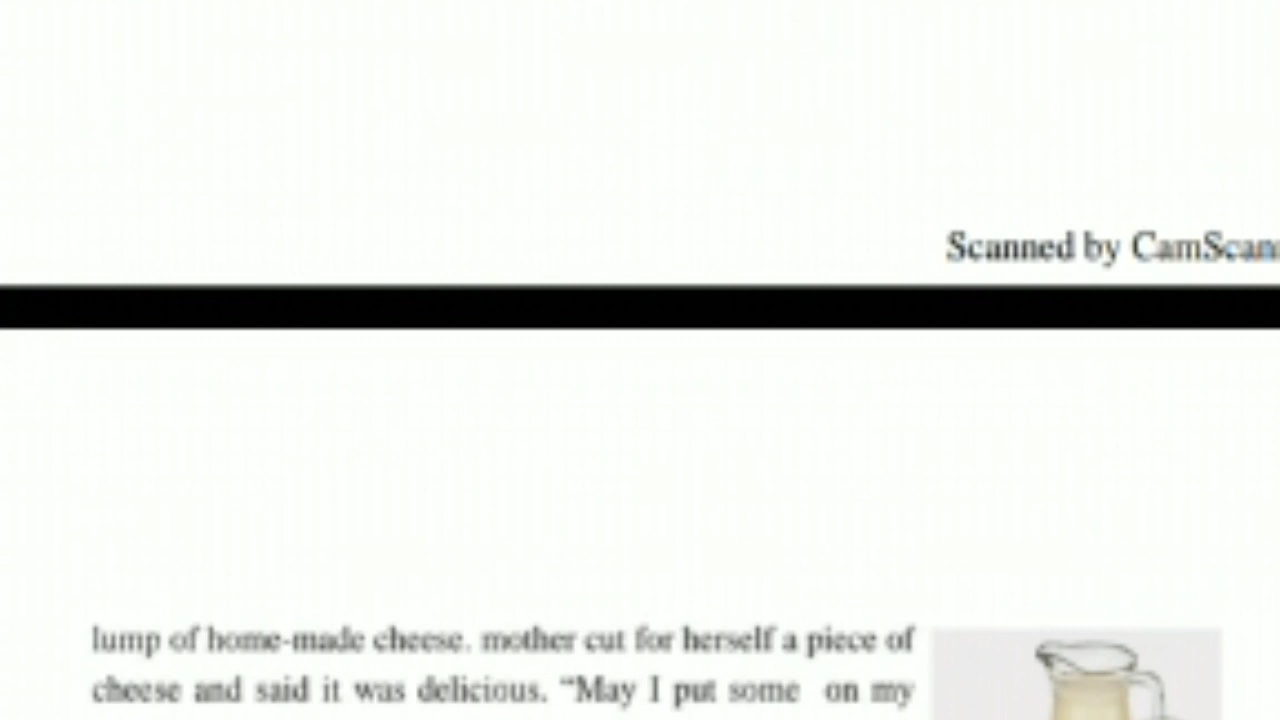 Scanned by CamScann
lump of home-made cheese. mother cut for herself a piece of
cheese and said it was delicious. “May I put some on my